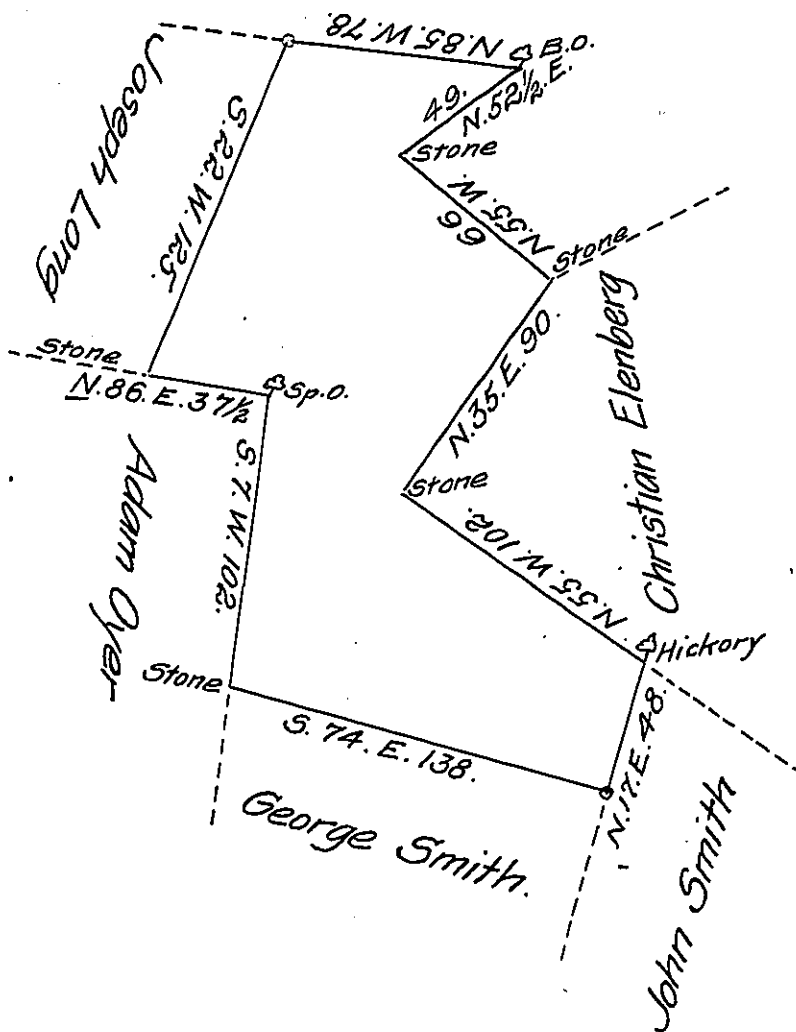 N. 85. W. 78.
B.O.
49.
N. 52½. E.
Stone
N. 55. W.
66
Stone
Joseph Long
S. 22. W. 125.
Stone
N. 86. E. 37½
Sp.O.
N. 35. E. 90.
Christian Elenberg
Stone
S. 7. W. 102.
N. 55. W. 102.
Adam Oyer
Hickory
Stone
S. 74. E. 138.
N. 17. E. 48.
George Smith.
John Smith